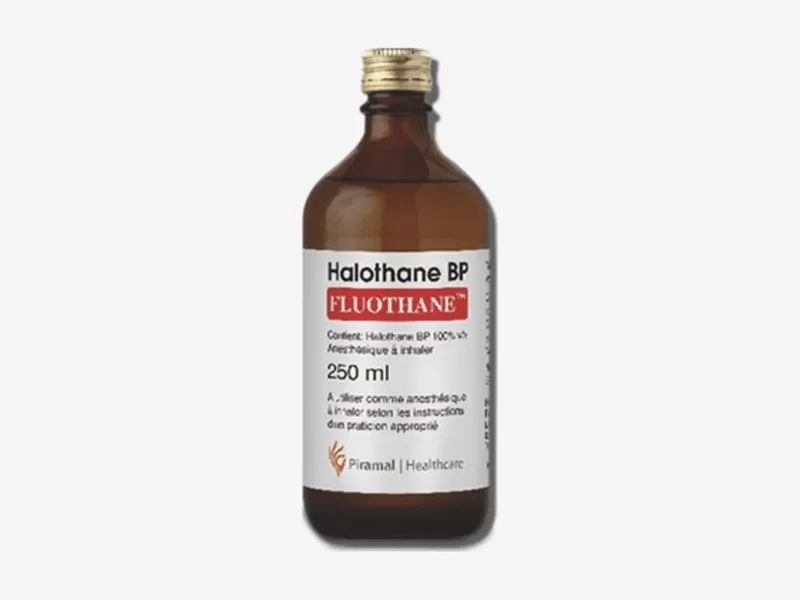 Halothane BP
FLUOTHANE™
Contient: Halothane BP 100% v/v
Anesthésique à inhaler
250 ml
A utiliser comme anesthésique
à inhaler selon les instructions
d'un praticien approprié
Piramal | Healthcare